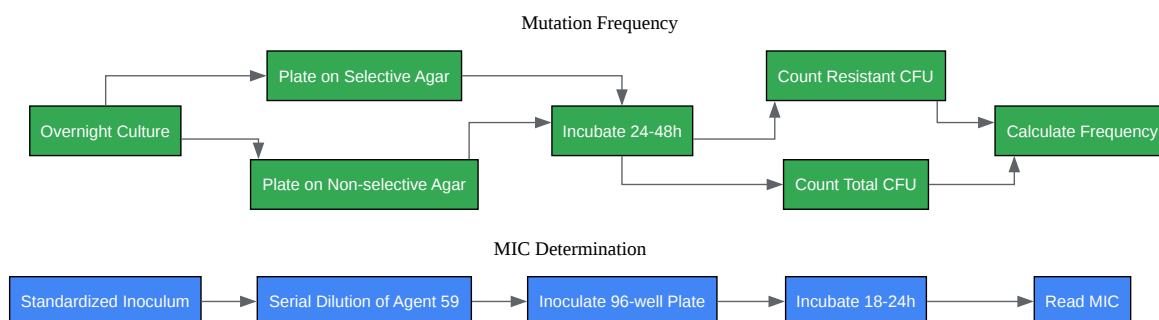 Mutation Frequency
Plate on Selective Agar
Count Resistant CFU
Overnight Culture
Incubate 24-48h
Calculate Frequency
Plate on Non-selective Agar
Count Total CFU
MIC Determination
Standardized Inoculum
Serial Dilution of Agent 59
Inoculate 96-well Plate
Incubate 18-24h
Read MIC